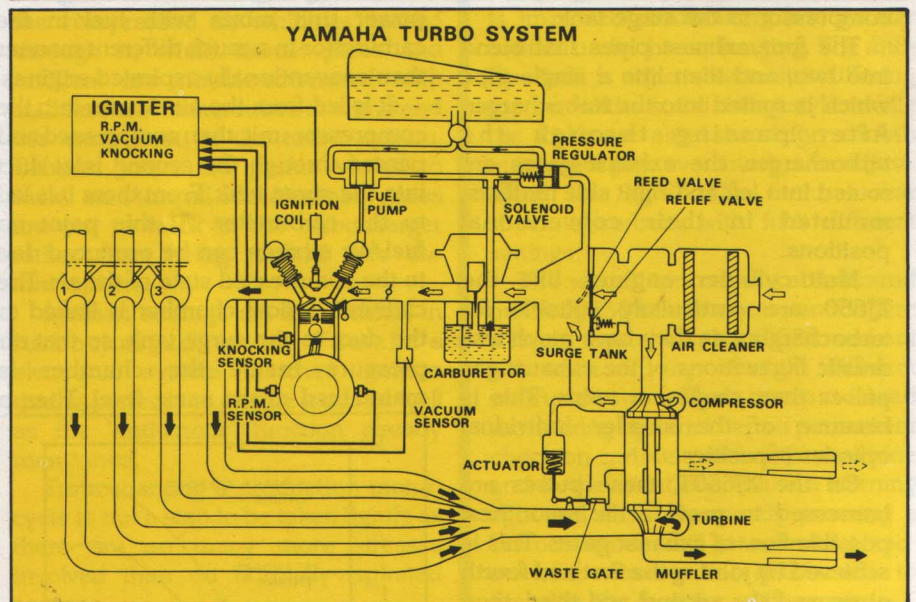 YAMAHA TURBO SYSTEM
IGNITER
R.P.M.
VACUUM
KNOCKING
IGNITION
COIL
FUEL
PUMP
PRESSURE
REGULATOR
SOLENOID
VALVE
REED VALVE
RELIEF VALVE
1
2
3
4
KNOCKING
SENSOR
R.P.M.
SENSOR
VACUUM
SENSOR
CARBURETTOR
SURGE TANK
AIR CLEANER
COMPRESSOR
ACTUATOR
TURBINE
WASTE GATE
MUFFLER